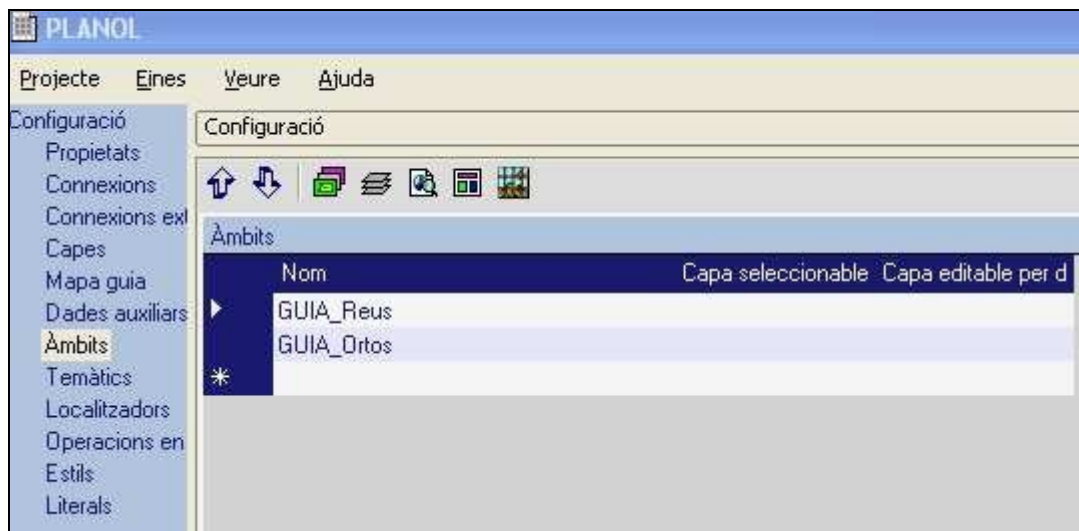 PLANOL
Projecte Eines Veure Ajuda
Configuració
Propietats
Connexions
Connexions ext
Capes
Mapa guia
Dades auxiliars
Àmbits
Temàtics
Localitzadors
Operacions en
Estils
Literals
Configuració
Àmbits
Nom Capa seleccionable Capa editable per d
GUIA_Reus
GUIA_Ortos